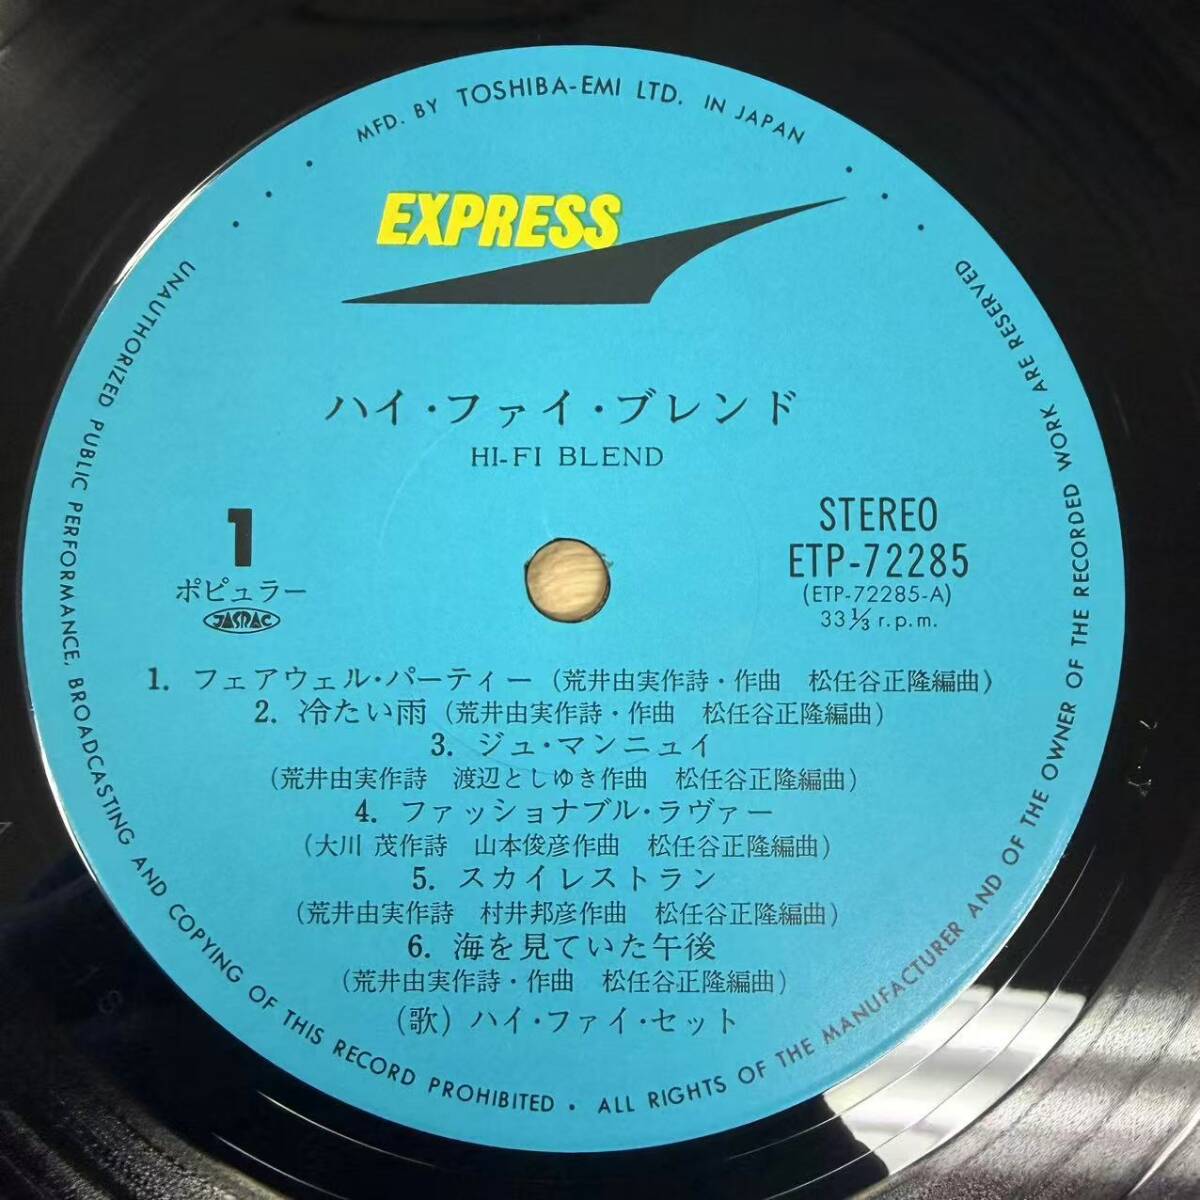 MFD. BY TOSHIBA-EMI LTD. IN JAPAN
EXPRESS
ハイ・ファイ・ブレンド
HI-FI BLEND
1
ポピュラー
JASRAC
STEREO
ETP-72285
(ETP-72285-A)
33 1/3 r.p.m.
1. フェアウェル・パーティー (荒井由実作詩・作曲 松任谷正隆編曲)
2. 冷たい雨 (荒井由実作詩・作曲 松任谷正隆編曲)
3. ジュ・マンニュイ
(荒井由実作詩 渡辺としゆき作曲 松任谷正隆編曲)
4. ファッショナブル・ラヴァー
(大川 茂作詩 山本俊彦作曲 松任谷正隆編曲)
5. スカイレストラン
(荒井由実作詩 村井邦彦作曲 松任谷正隆編曲)
6. 海を見ていた午後
(荒井由実作詩・作曲 松任谷正隆編曲)
(歌) ハイ・ファイ・セット
UNAUTHORIZED PUBLIC PERFORMANCE, BROADCASTING AND COPYING OF THIS RECORD PROHIBITED • ALL RIGHTS OF THE MANUFACTURER AND OF THE OWNER OF THE RECORDED WORK ARE RESERVED